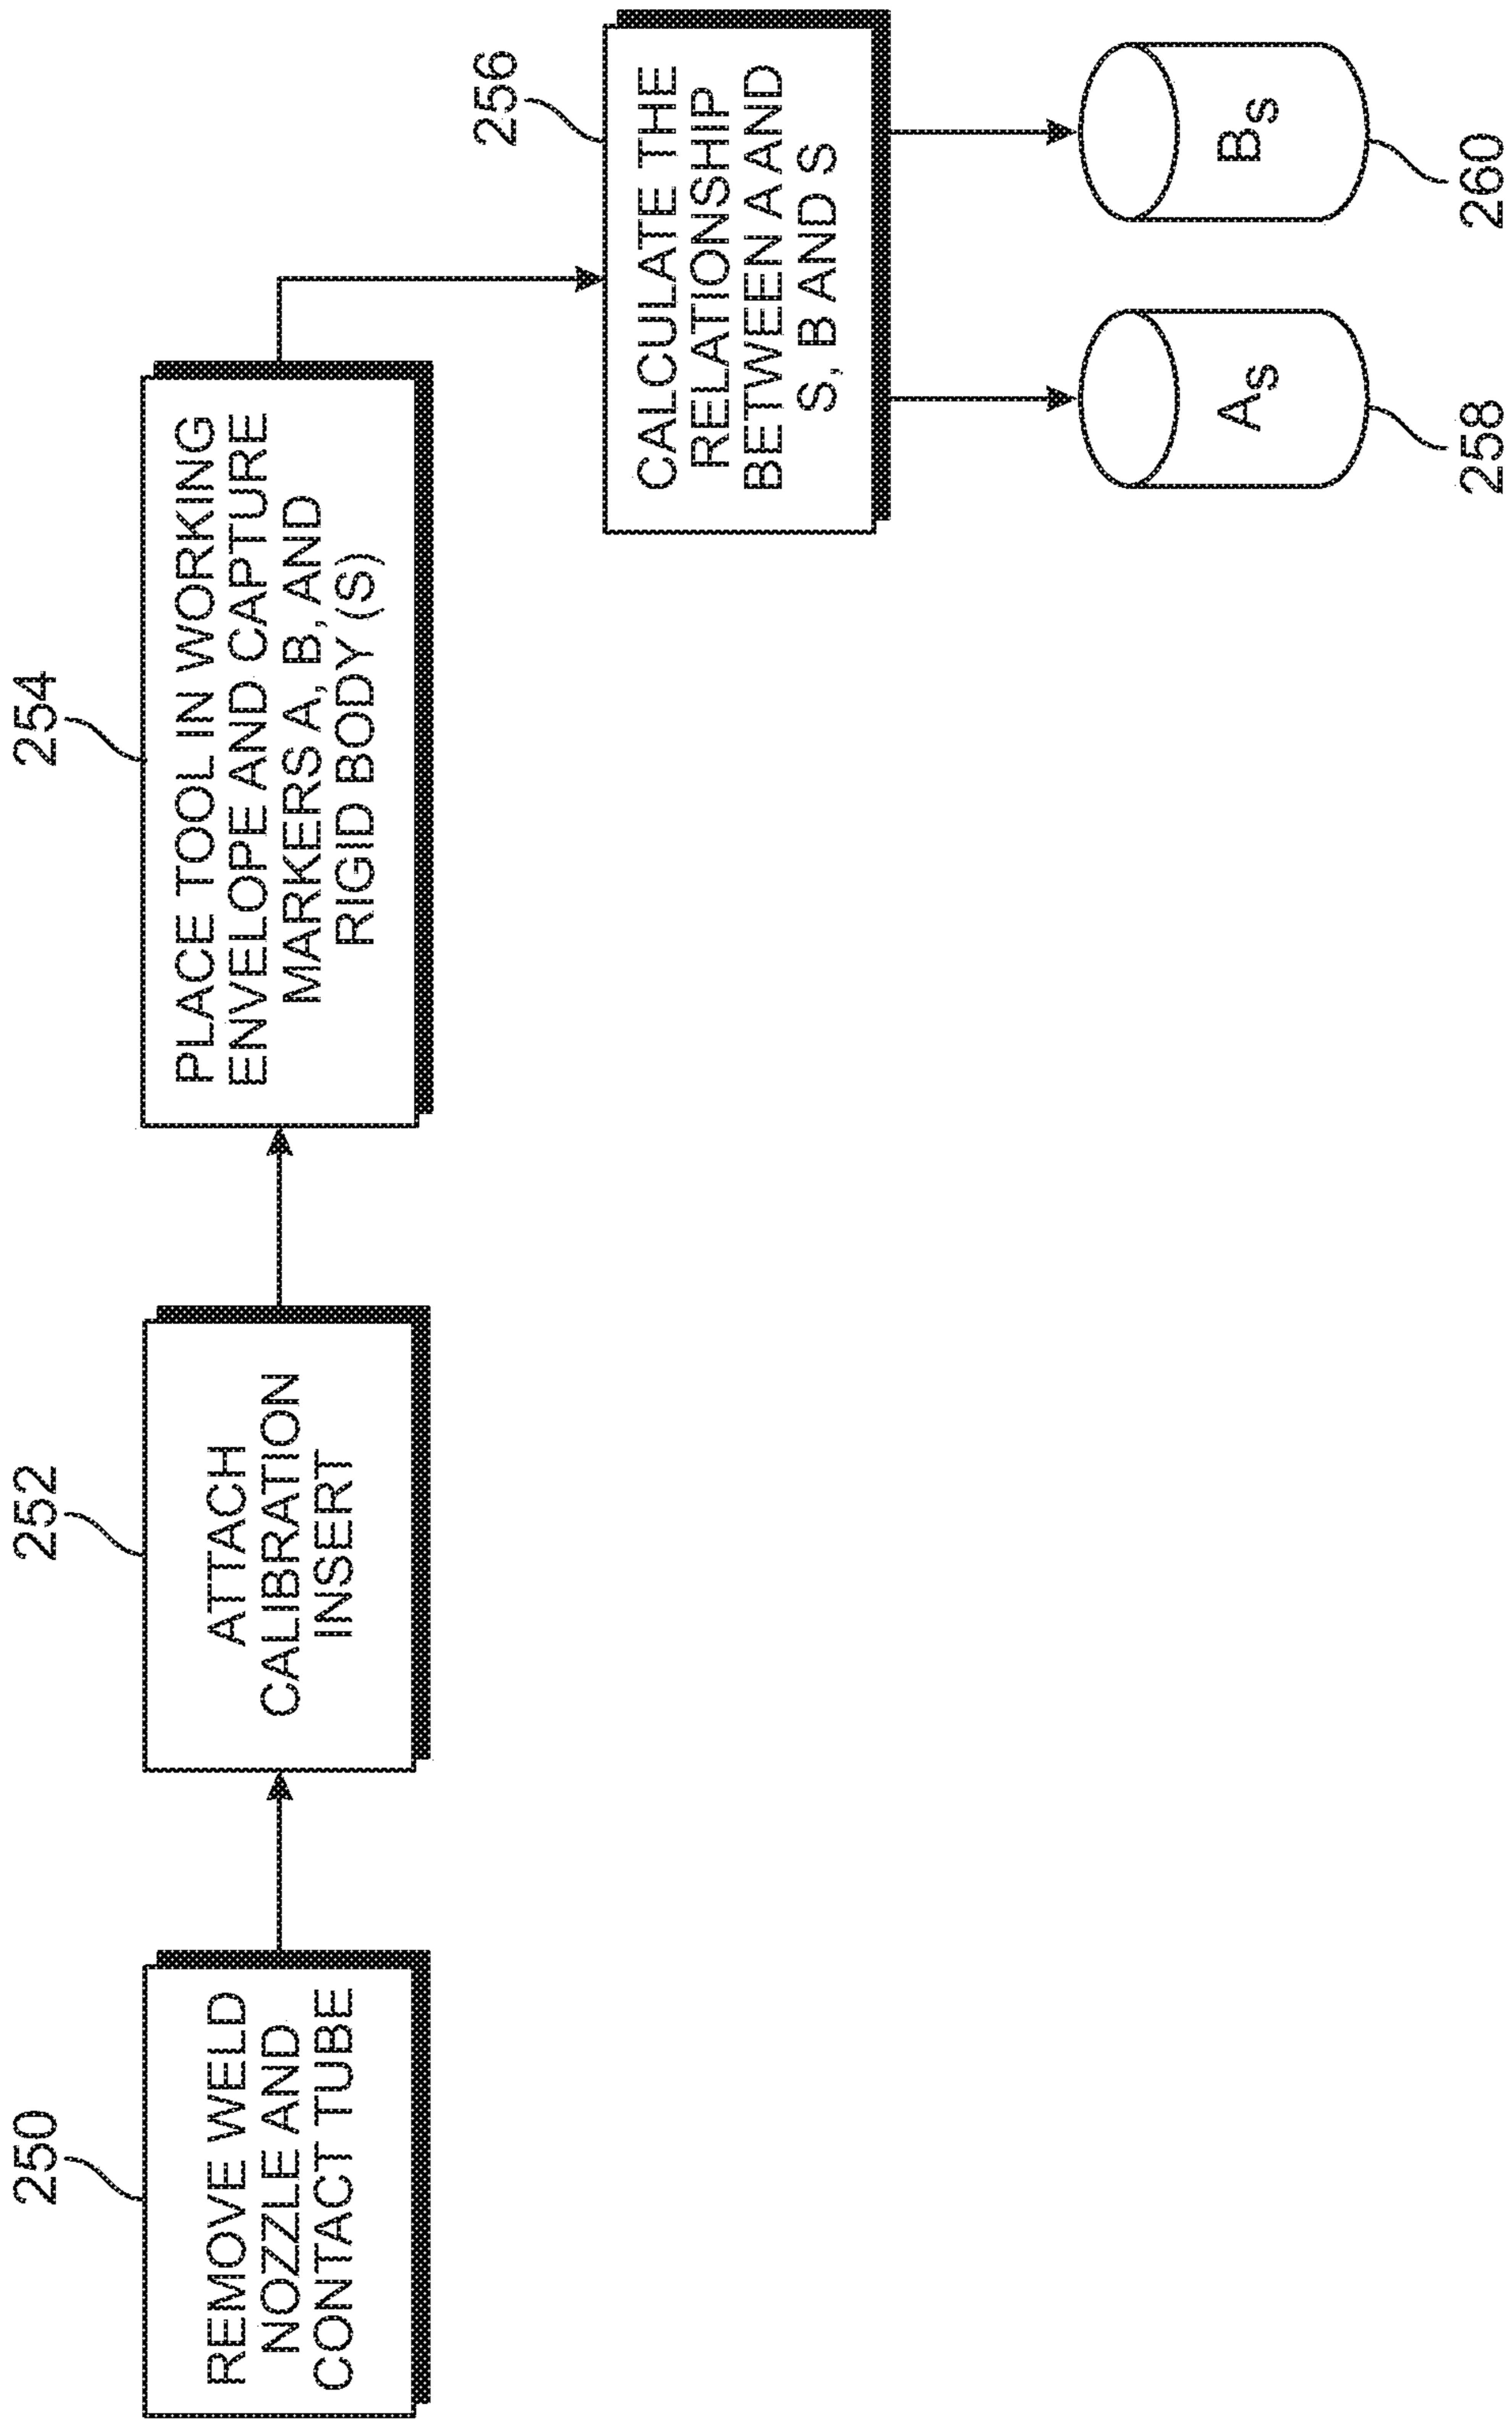 250
REMOVE WELD
NOZZLE AND
CONTACT TUBE
252
ATTACH
CALIBRATION
INSERT
254
PLACE TOOL IN WORKING
ENVELOPE AND CAPTURE
MARKERS A, B, AND
RIGID BODY (S)
256
CALCULATE THE
RELATIONSHIP
BETWEEN A AND
S, B AND S
AS
258
BS
260